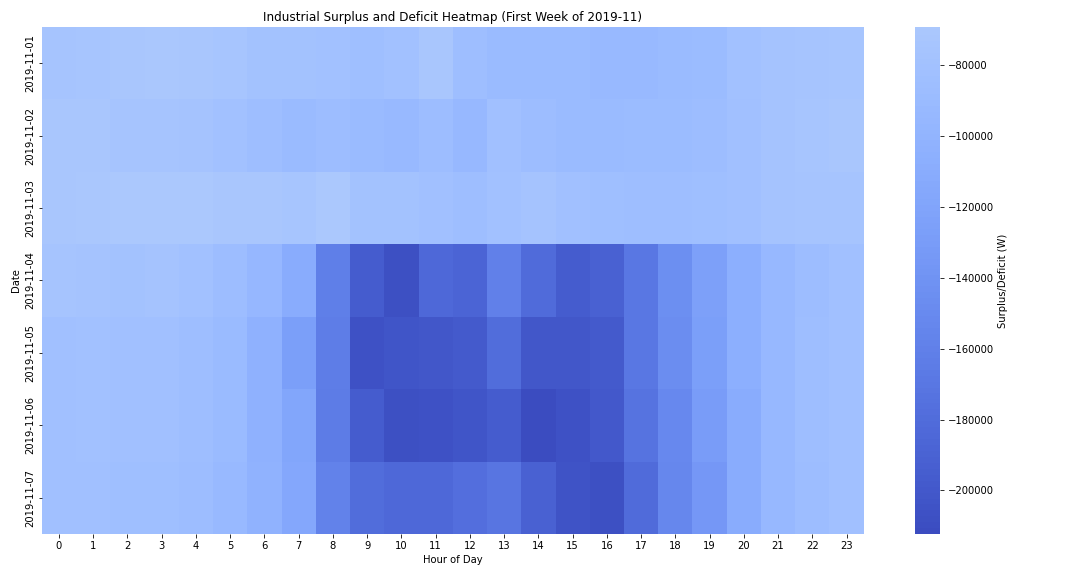 Industrial Surplus and Deficit Heatmap (First Week of 2019-11)
Date
2019-11-01
2019-11-02
2019-11-03
2019-11-04
2019-11-05
2019-11-06
2019-11-07
0 1 2 3 4 5 6 7 8 9 10 11 12 13 14 15 16 17 18 19 20 21 22 23
Hour of Day
−80000
−100000
−120000
−140000
−160000
−180000
−200000
Surplus/Deficit (W)